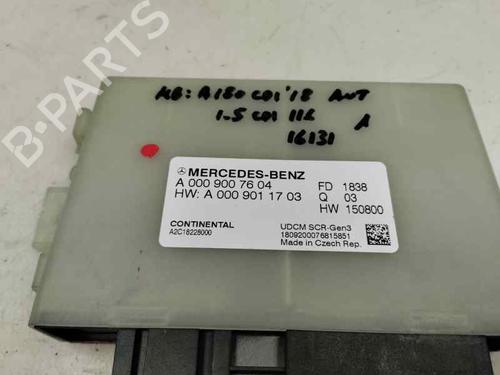 MB: A180 CDI '18 AUT
1.5 CDI 116 A
16131
MERCEDES-BENZ
A 000 900 76 04 FD 1838
HW: A 000 901 17 03 Q 03
HW 150800
CONTINENTAL UDCM SCR-Gen3
A2C18228000 1809200076815851
Made in Czech Rep.
B-PARTS